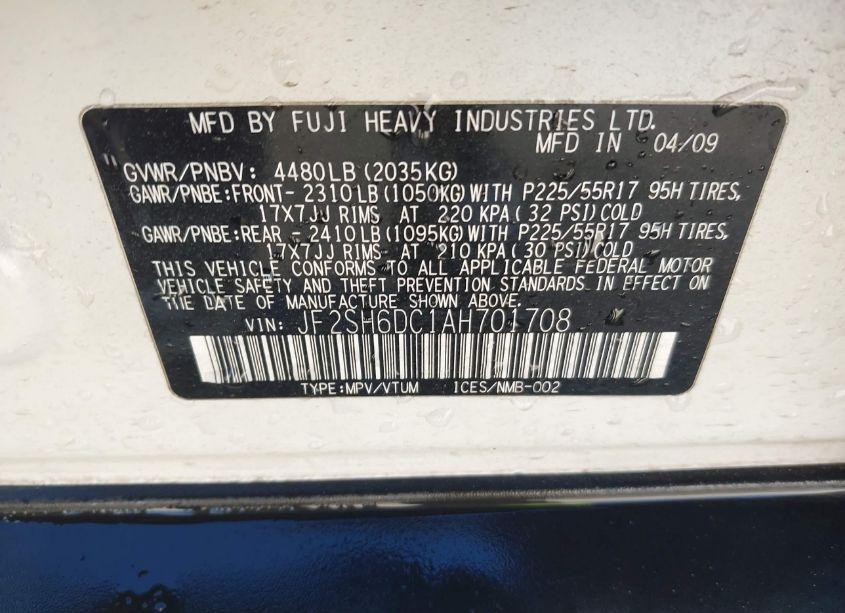 MFD BY FUJI HEAVY INDUSTRIES LTD.
MFD IN 04/09
GVWR/PNBV: 4480LB (2035KG)
GAWR/PNBE:FRONT- 2310LB (1050KG) WITH P225/55R17 95H TIRES,
17X7JJ RIMS AT 220 KPA( 32 PSI) COLD
GAWR/PNBE:REAR - 2410LB (1095KG) WITH P225/55R17 95H TIRES,
17X7JJ RIMS AT 210 KPA (30 PSI) COLD
THIS VEHICLE CONFORMS TO ALL APPLICABLE FEDERAL MOTOR
VEHICLE SAFETY AND THEFT PREVENTION STANDARDS IN EFFECT ON
THE DATE OF MANUFACTURE SHOWN ABOVE.
VIN: JF2SH6DC1AH701708
TYPE:MPV/VTUM ICES/NMB-002